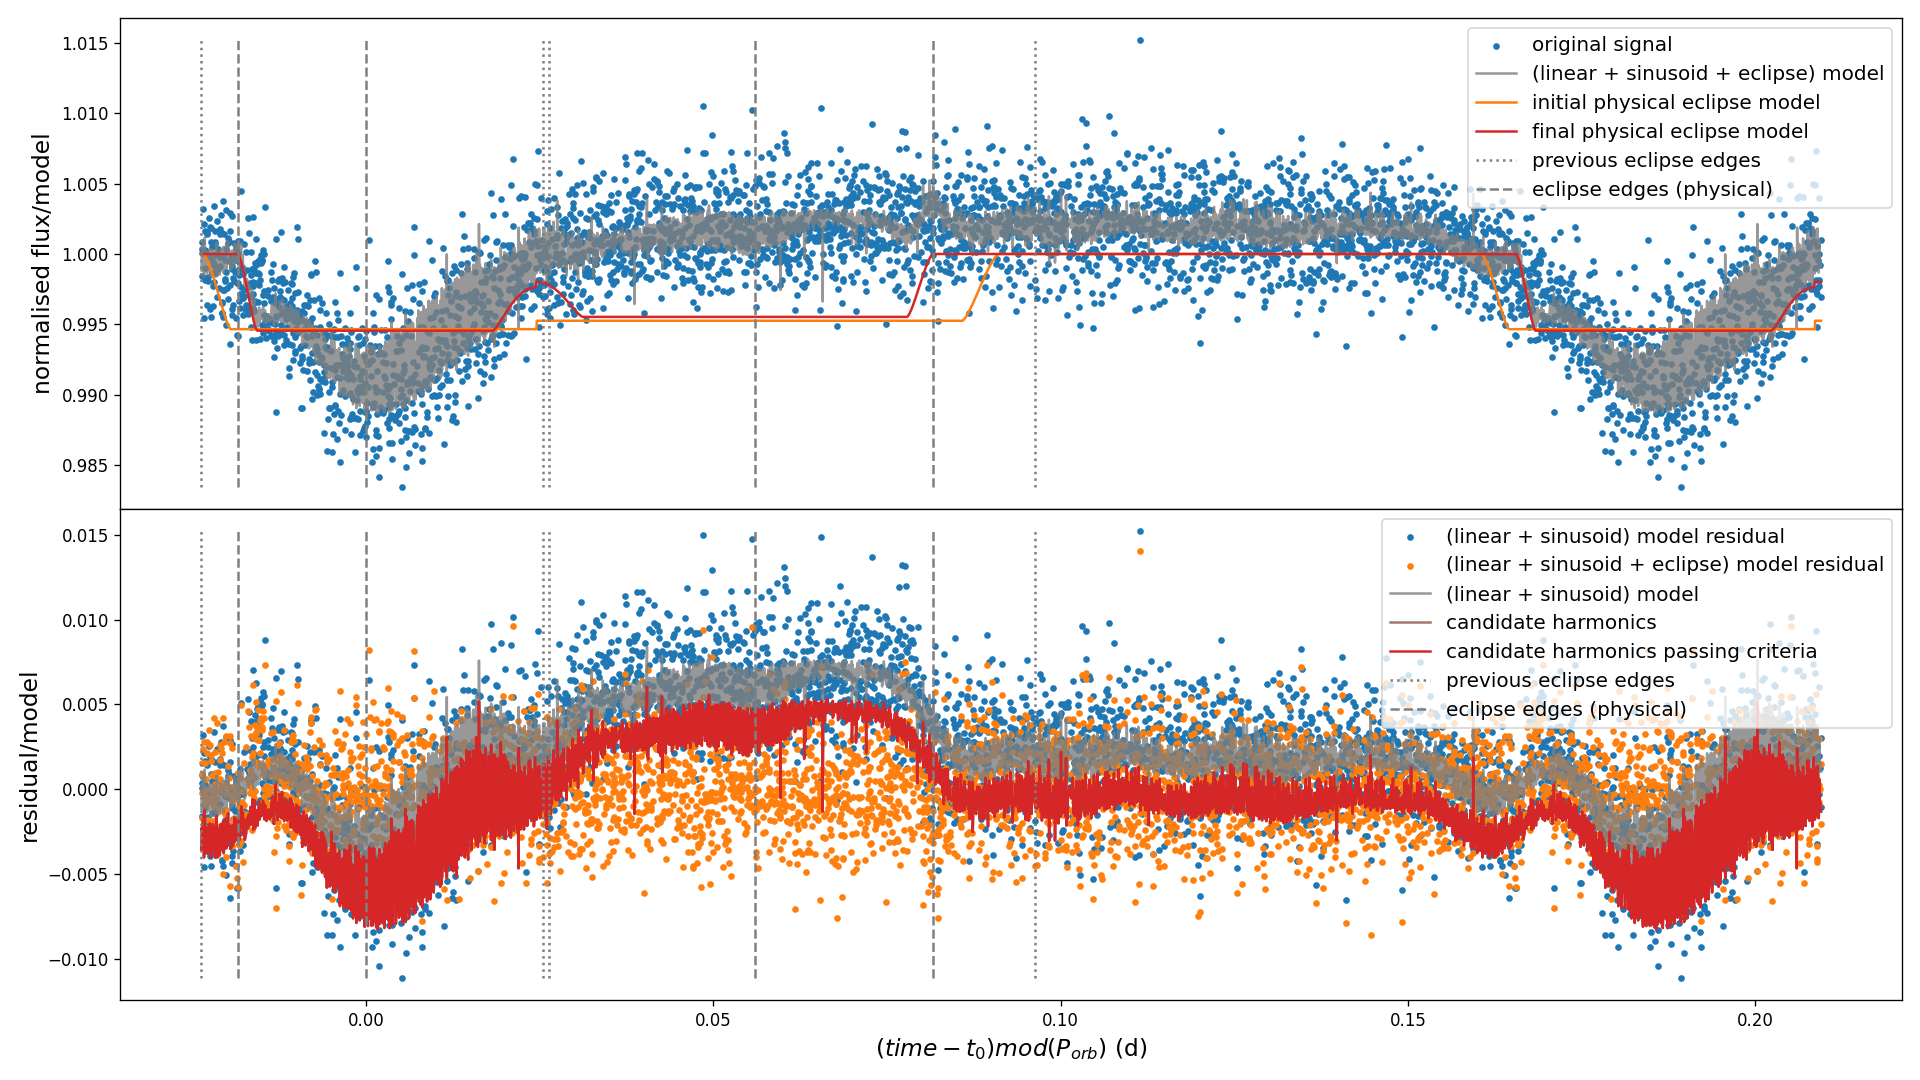 normalised flux/model
1.015
1.010
1.005
1.000
0.995
0.990
0.985
original signal
(linear + sinusoid + eclipse) model
initial physical eclipse model
final physical eclipse model
previous eclipse edges
eclipse edges (physical)
residual/model
0.015
0.010
0.005
0.000
−0.005
−0.010
(linear + sinusoid) model residual
(linear + sinusoid + eclipse) model residual
(linear + sinusoid) model
candidate harmonics
candidate harmonics passing criteria
previous eclipse edges
eclipse edges (physical)
0.00 0.05 0.10 0.15 0.20
(time − t₀)mod(P_orb) (d)